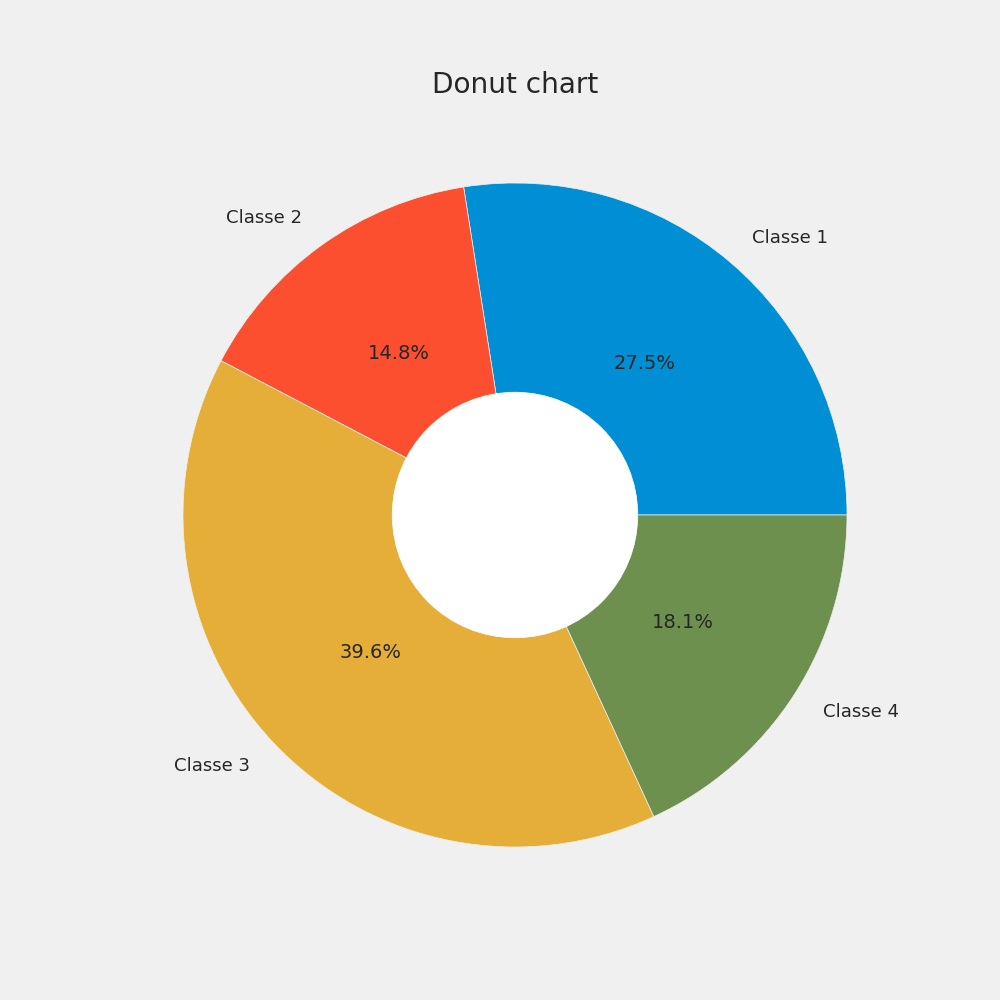 Donut chart
Classe 2
Classe 1
14.8%
27.5%
39.6%
18.1%
Classe 4
Classe 3